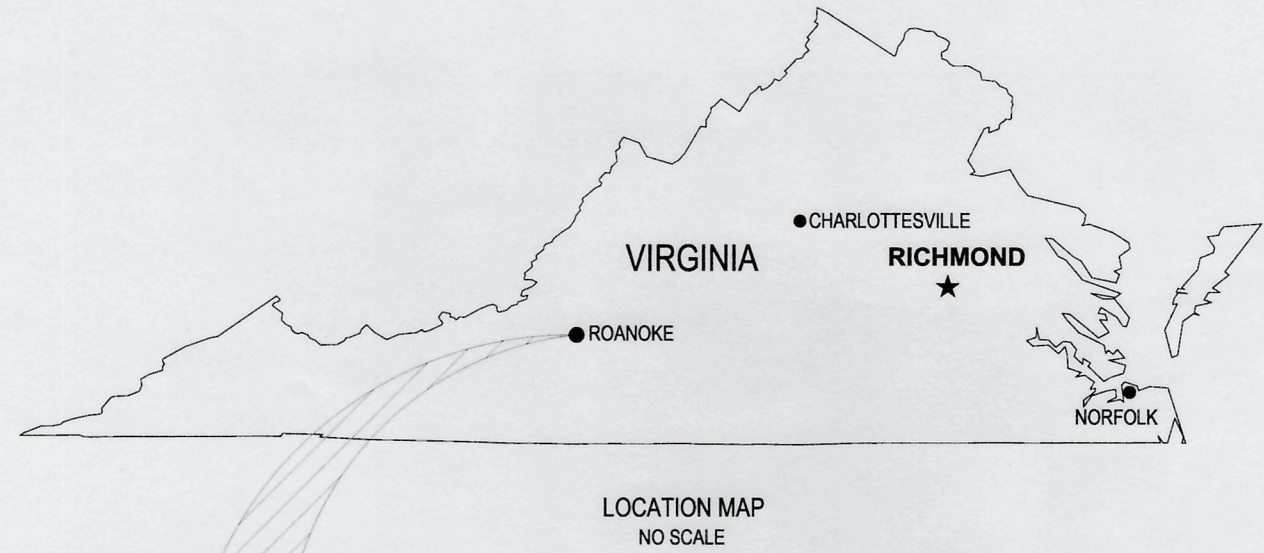 CHARLOTTESVILLE
VIRGINIA
RICHMOND
ROANOKE
NORFOLK
LOCATION MAP
NO SCALE